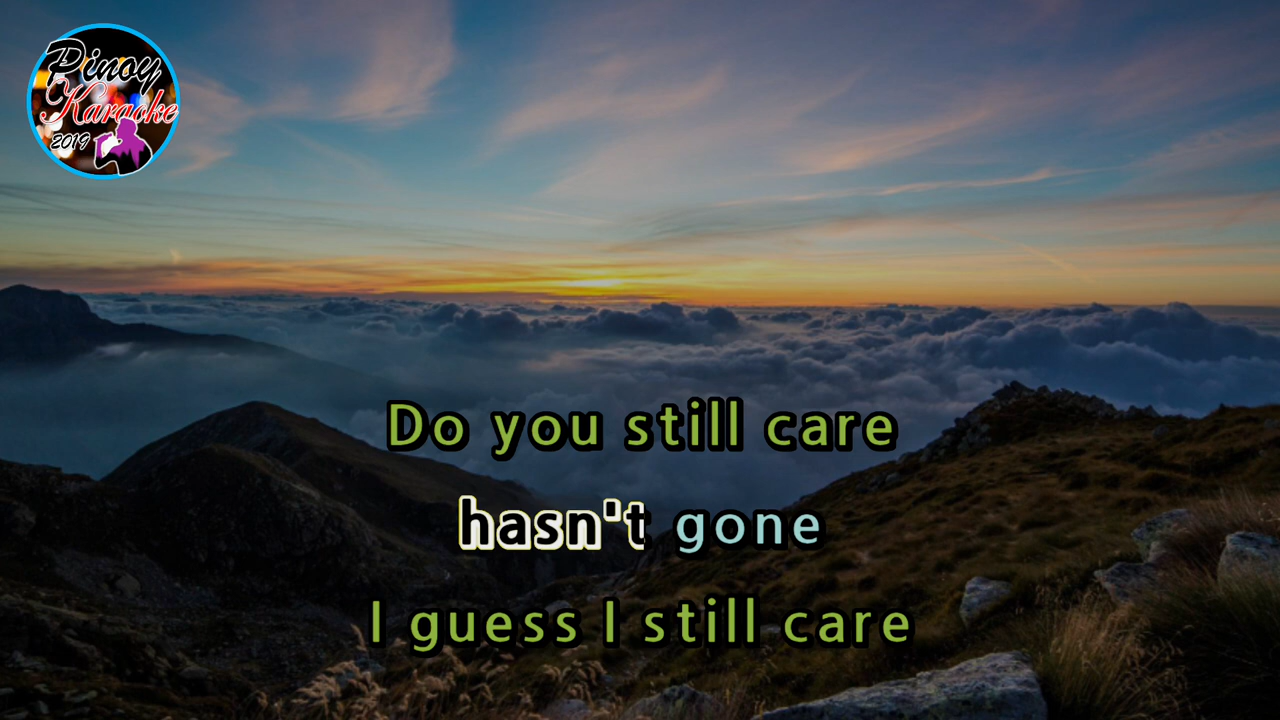 Pinoy
Karaoke
2019
Do you still care
hasn't gone
I guess I still care